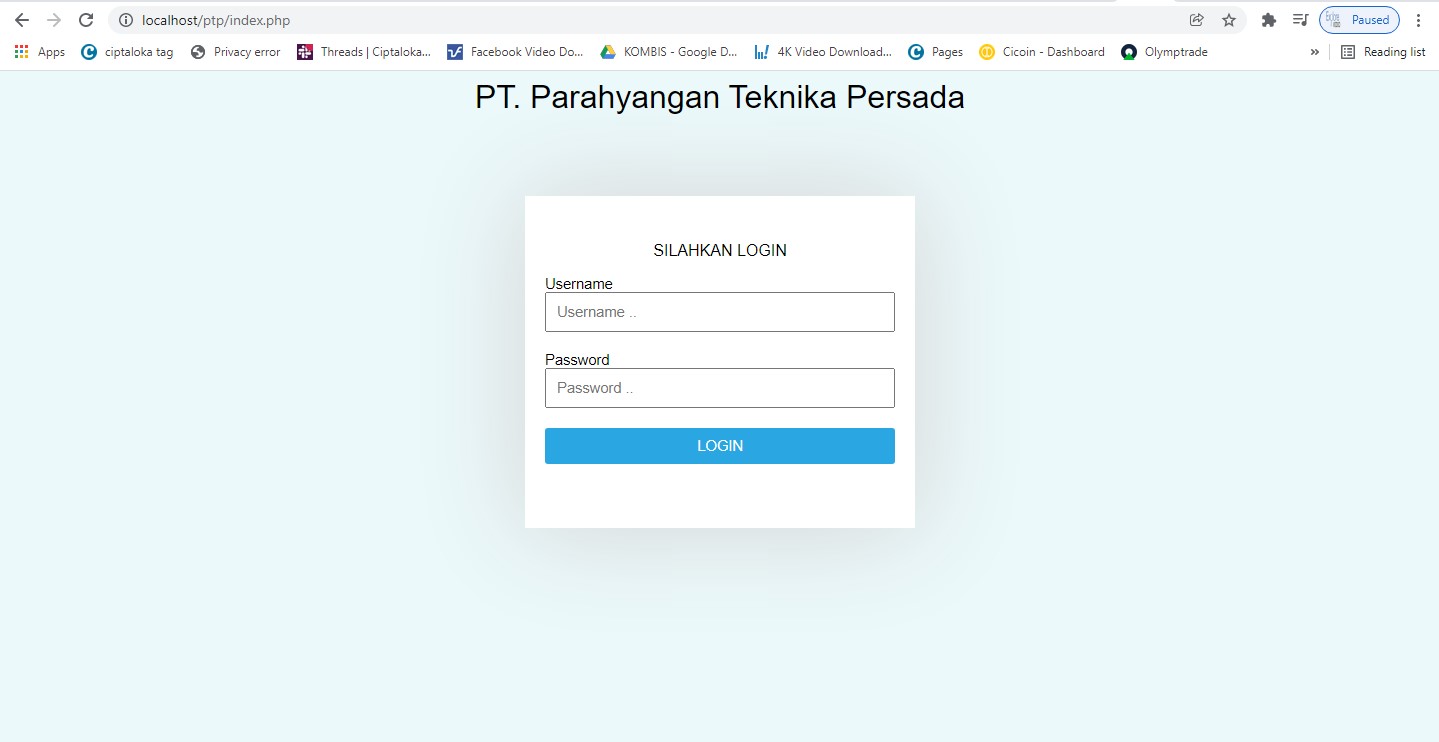 localhost/ptp/index.php
Paused
Apps ciptaloka tag Privacy error Threads | Ciptaloka... Facebook Video Do... KOMBIS - Google D... 4K Video Download... Pages Cicoin - Dashboard Olymptrade » Reading list
PT. Parahyangan Teknika Persada
SILAHKAN LOGIN
Username
Username ..
Password
Password ..
LOGIN